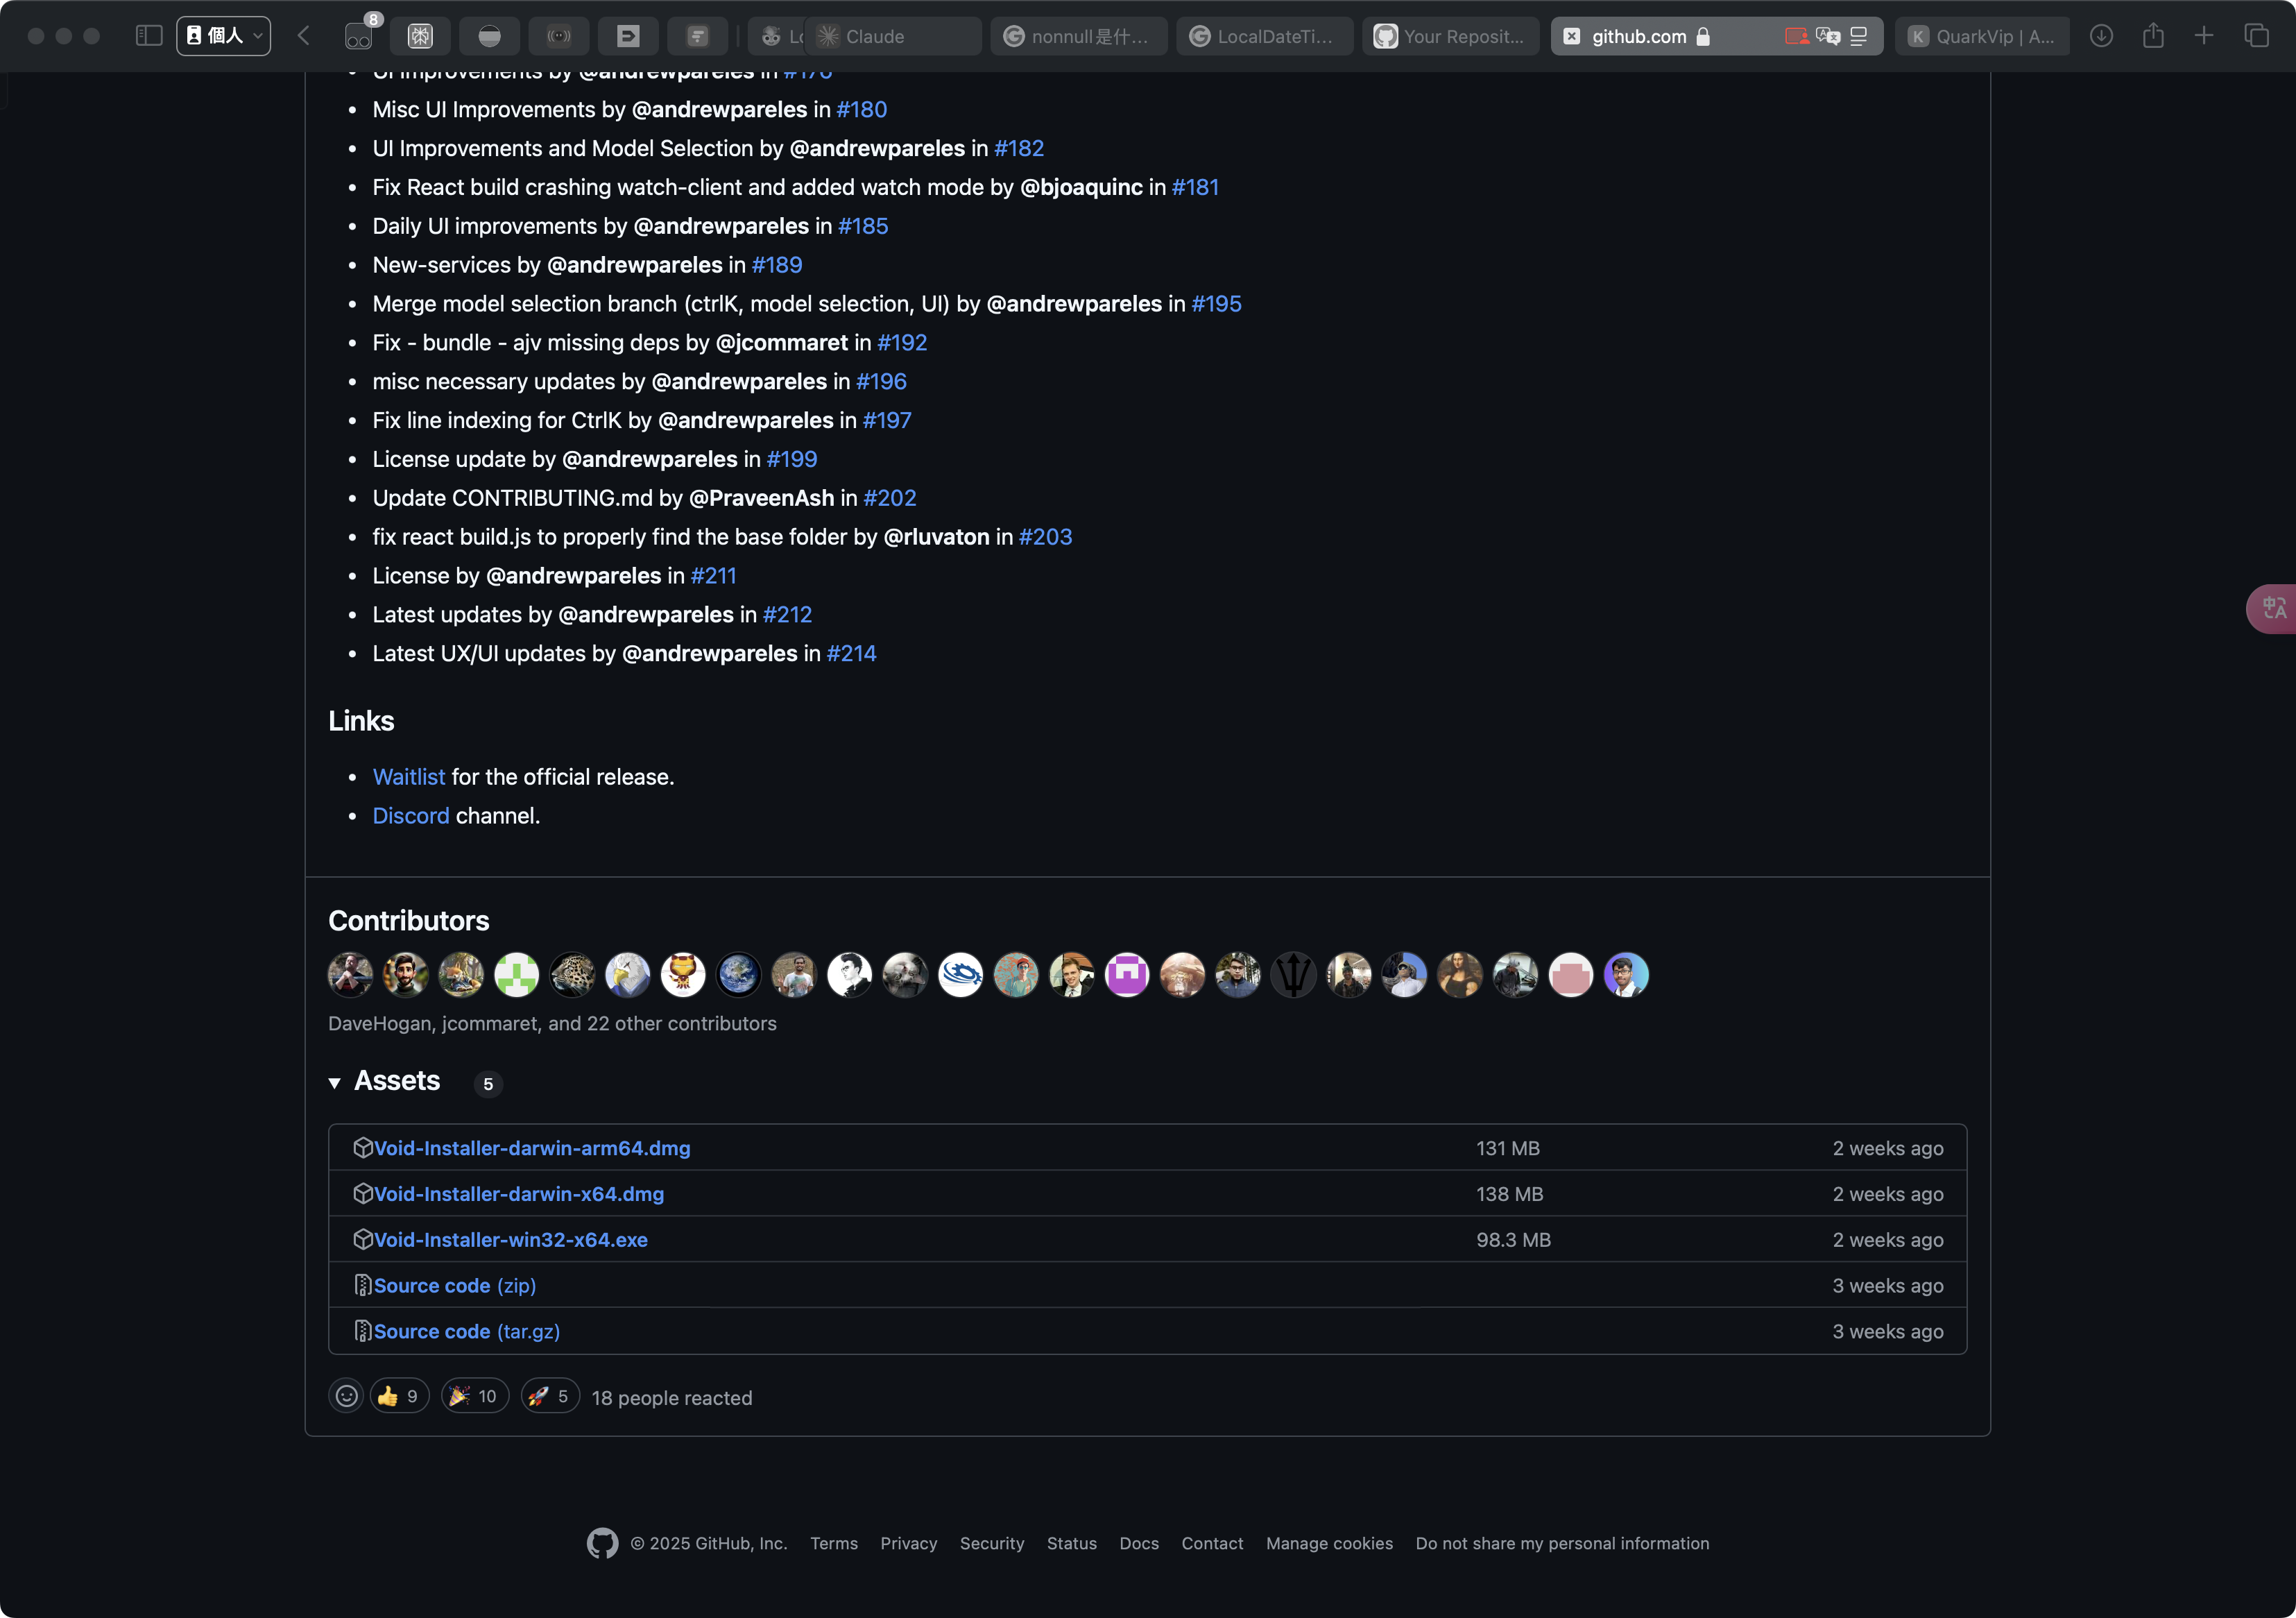 8
個人
Lo
Claude
nonnull是什...
LocalDateTi...
Your Reposit...
github.com
K
QuarkVip | A...
UI Improvements by @andrewpareles in #176
Misc UI Improvements by @andrewpareles in #180
UI Improvements and Model Selection by @andrewpareles in #182
Fix React build crashing watch-client and added watch mode by @bjoaquinc in #181
Daily UI improvements by @andrewpareles in #185
New-services by @andrewpareles in #189
Merge model selection branch (ctrlK, model selection, UI) by @andrewpareles in #195
Fix - bundle - ajv missing deps by @jcommaret in #192
misc necessary updates by @andrewpareles in #196
Fix line indexing for CtrlK by @andrewpareles in #197
License update by @andrewpareles in #199
Update CONTRIBUTING.md by @PraveenAsh in #202
fix react build.js to properly find the base folder by @rluvaton in #203
License by @andrewpareles in #211
Latest updates by @andrewpareles in #212
Latest UX/UI updates by @andrewpareles in #214
Links
Waitlist for the official release.
Discord channel.
Contributors
DaveHogan, jcommaret, and 22 other contributors
Assets 5
Void-Installer-darwin-arm64.dmg 131 MB 2 weeks ago
Void-Installer-darwin-x64.dmg 138 MB 2 weeks ago
Void-Installer-win32-x64.exe 98.3 MB 2 weeks ago
Source code (zip) 3 weeks ago
Source code (tar.gz) 3 weeks ago
👍 9 🎉 10 🚀 5 18 people reacted
© 2025 GitHub, Inc. Terms Privacy Security Status Docs Contact Manage cookies Do not share my personal information